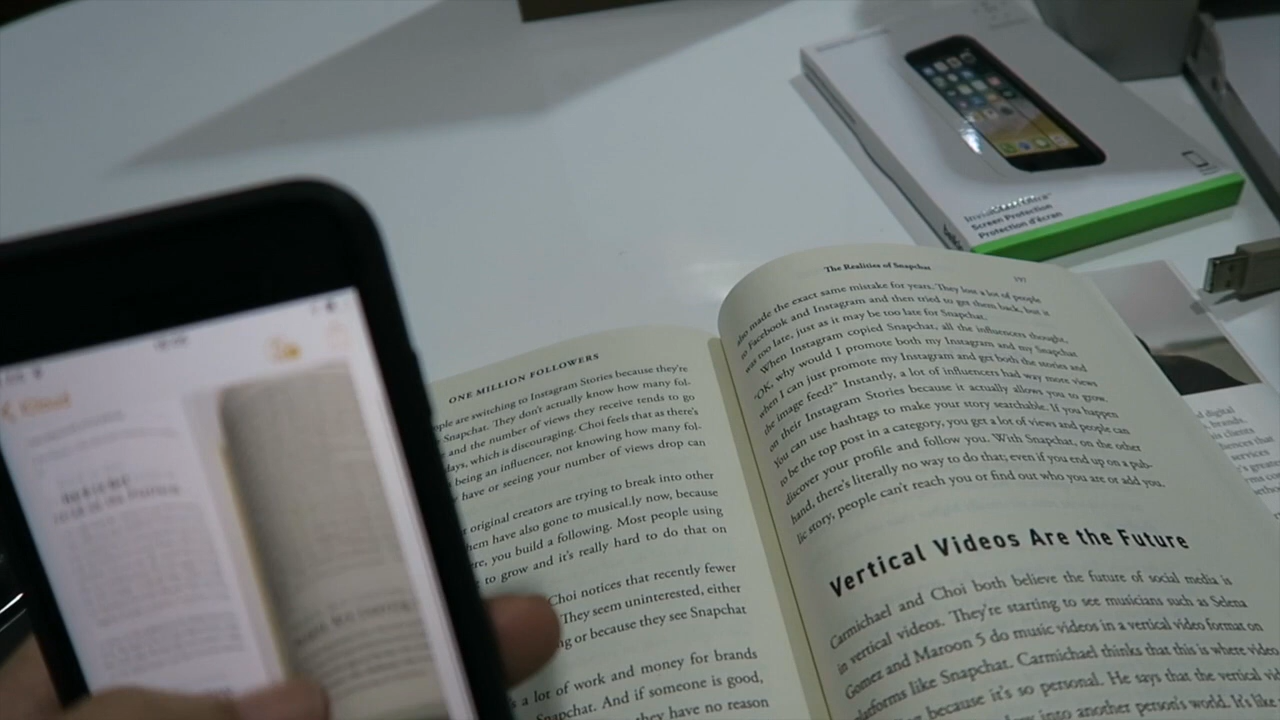 Screen Protection
Protection d'écran
ONE MILLION FOLLOWERS
are switching to Instagram Stories because they're
Snapchat. They don't actually know how many fol-
and the number of views they receive tends to go
which is discouraging. Choi feels that as there's
being an influencer, not knowing how many fol-
have or seeing your number of views drop can
original creators are trying to break into other
have also gone to musical.ly now, because
you build a following. Most people using
to grow and it's really hard to do that on
Choi notices that recently fewer
They seem uninterested, either
or because they see Snapchat
a lot of work and money for brands
Snapchat. And if someone is good,
they have no reason
The Realities of Snapchat 197
also made the exact same mistake for years. They lost a lot of people
to Facebook and Instagram and then tried to get them back, but it
was too late, just as it may be too late for Snapchat.
When Instagram copied Snapchat, all the influencers thought,
"OK, why would I promote both my Instagram and my Snapchat
when I can just promote my Instagram and get both the stories and
the image feed?" Instantly, a lot of influencers had way more views
on their Instagram Stories because it actually allows you to grow.
You can use hashtags to make your story searchable. If you happen
to be the top post in a category, you get a lot of views and people can
discover your profile and follow you. With Snapchat, on the other
hand, there's literally no way to do that; even if you end up on a pub-
lic story, people can't reach you or find out who you are or add you.
Vertical Videos Are the Future
Carmichael and Choi both believe the future of social media is
in vertical videos. They're starting to see musicians such as Selena
Gomez and Maroon 5 do music videos in a vertical video format on
platforms like Snapchat. Carmichael thinks that this is where video
because it's so personal. He says that the vertical vid
into another person's world. It's like
digital
brands,
clients